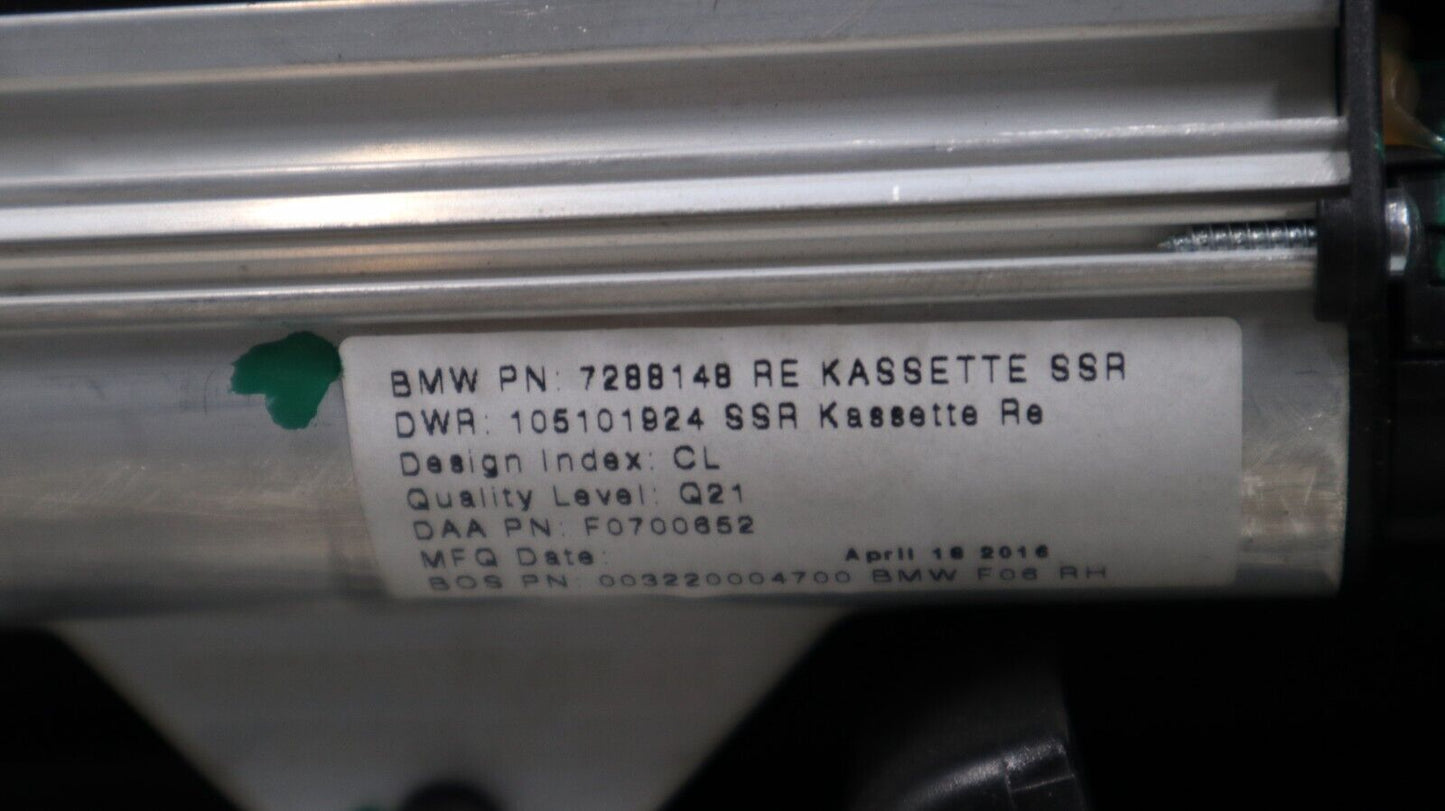 BMW PN: 7288148 RE KASSETTE SSR
DWR: 105101924 SSR Kassette Re
Design Index: CL
Quality Level: Q21
DAA PN: F0700652
MFQ Date: April 18 2016
BOS PN: 003220004700 BMW F06 RH